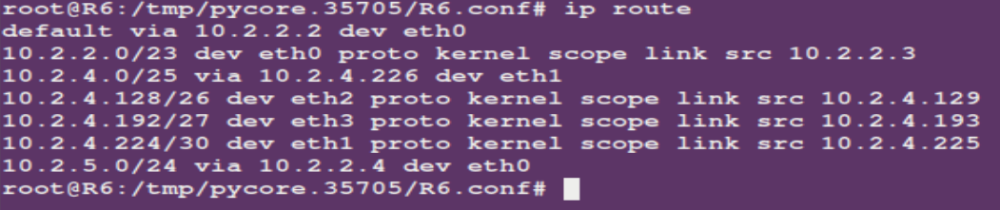 root@R6:/tmp/pycore.35705/R6.conf# ip route
default via 10.2.2.2 dev eth0
10.2.2.0/23 dev eth0 proto kernel scope link src 10.2.2.3
10.2.4.0/25 via 10.2.4.226 dev eth1
10.2.4.128/26 dev eth2 proto kernel scope link src 10.2.4.129
10.2.4.192/27 dev eth3 proto kernel scope link src 10.2.4.193
10.2.4.224/30 dev eth1 proto kernel scope link src 10.2.4.225
10.2.5.0/24 via 10.2.2.4 dev eth0
root@R6:/tmp/pycore.35705/R6.conf#